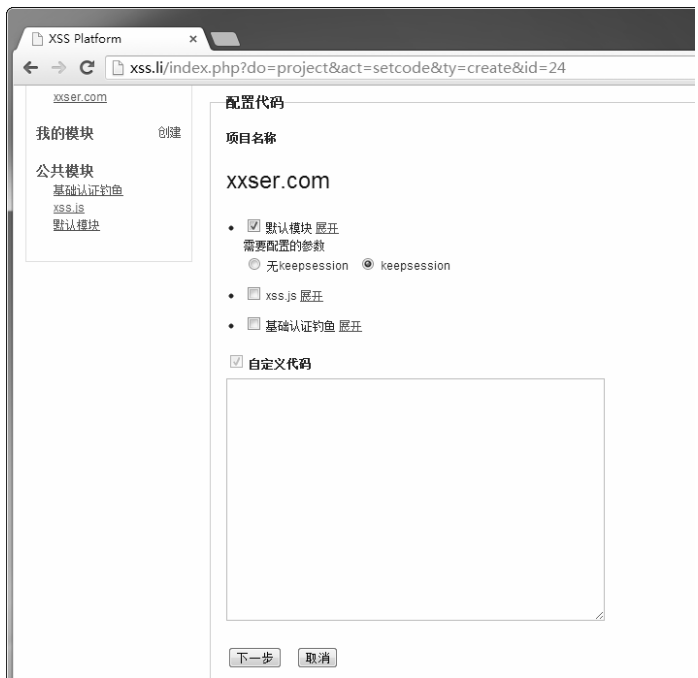 XSS Platform
xss.li/index.php?do=project&act=setcode&ty=create&id=24
xxser.com
我的模块 创建
公共模块
基础认证钓鱼
xss.js
默认模块
配置代码
项目名称
xxser.com
默认模块 展开
需要配置的参数
无keepsession keepsession
xss.js 展开
基础认证钓鱼 展开
自定义代码
下一步 取消